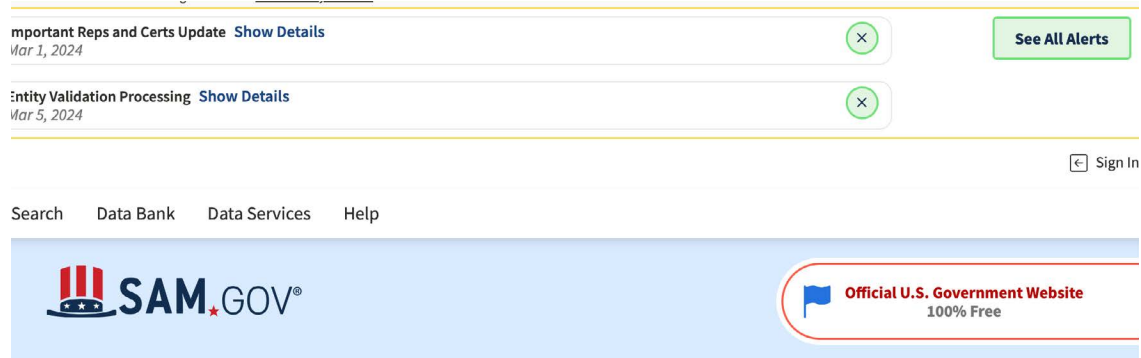 mportant Reps and Certs Update Show Details
Mar 1, 2024
See All Alerts
Entity Validation Processing Show Details
Mar 5, 2024
Sign In
Search Data Bank Data Services Help
SAM.GOV®
Official U.S. Government Website
100% Free